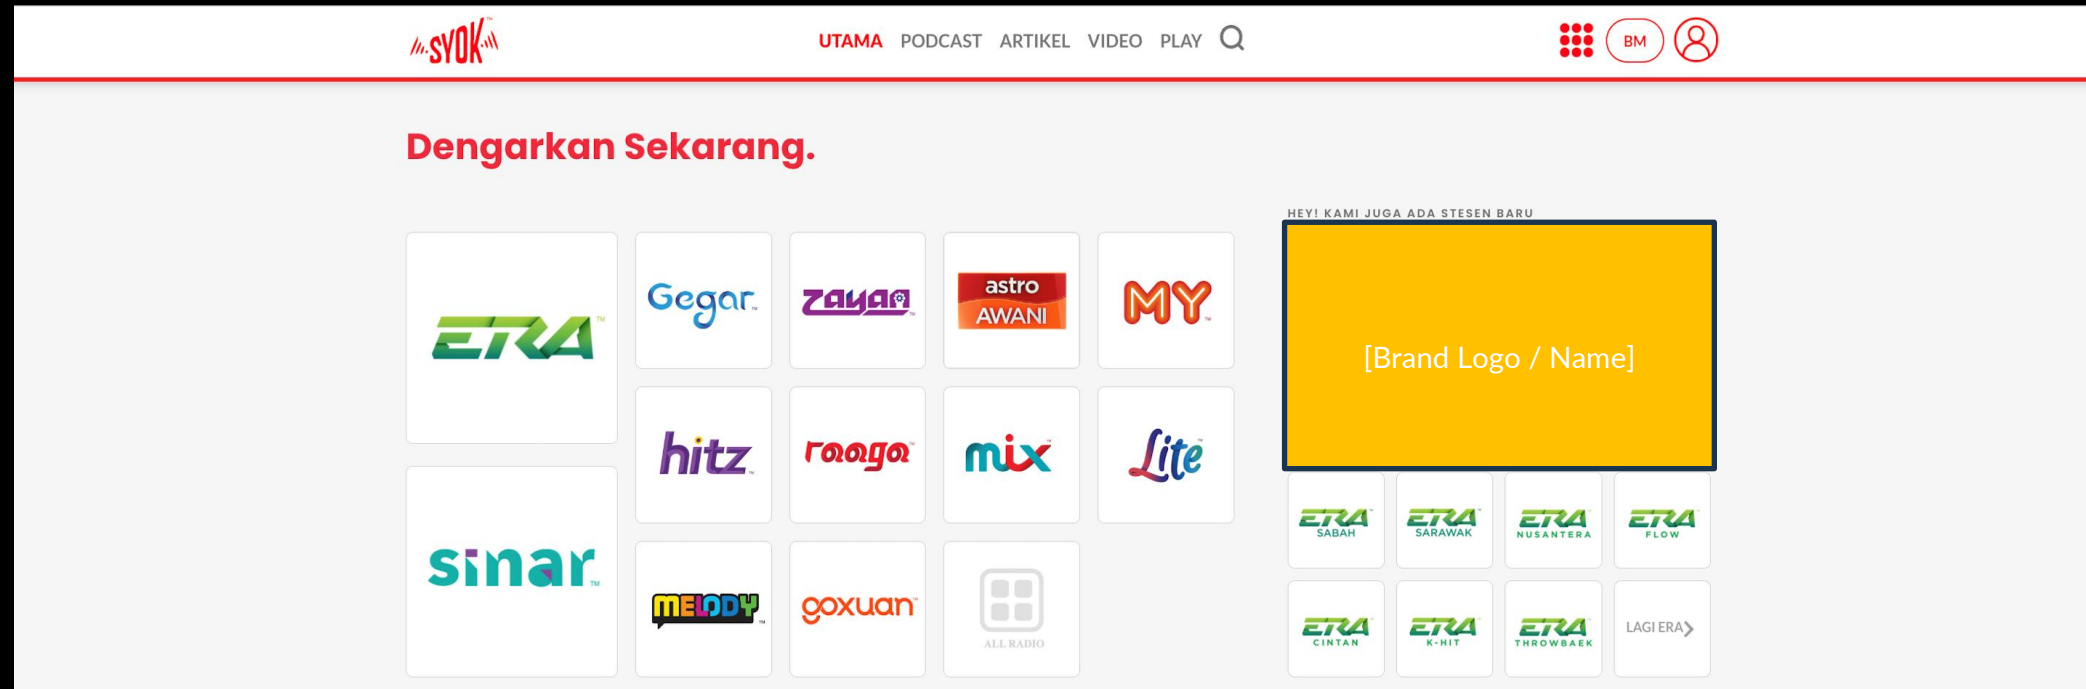 SYOK
UTAMA PODCAST ARTIKEL VIDEO PLAY
BM
Dengarkan Sekarang.
HEY! KAMI JUGA ADA STESEN BARU
ERA
Gegar
zayan
astro
AWANI
MY
[Brand Logo / Name]
hitz
raaga
mix
Lite
sinar
MELODY
goxuan
ALL RADIO
ERA
SABAH
ERA
SARAWAK
ERA
NUSANTERA
ERA
FLOW
ERA
CINTAN
ERA
K-HIT
ERA
THROWBAEK
LAGI ERA